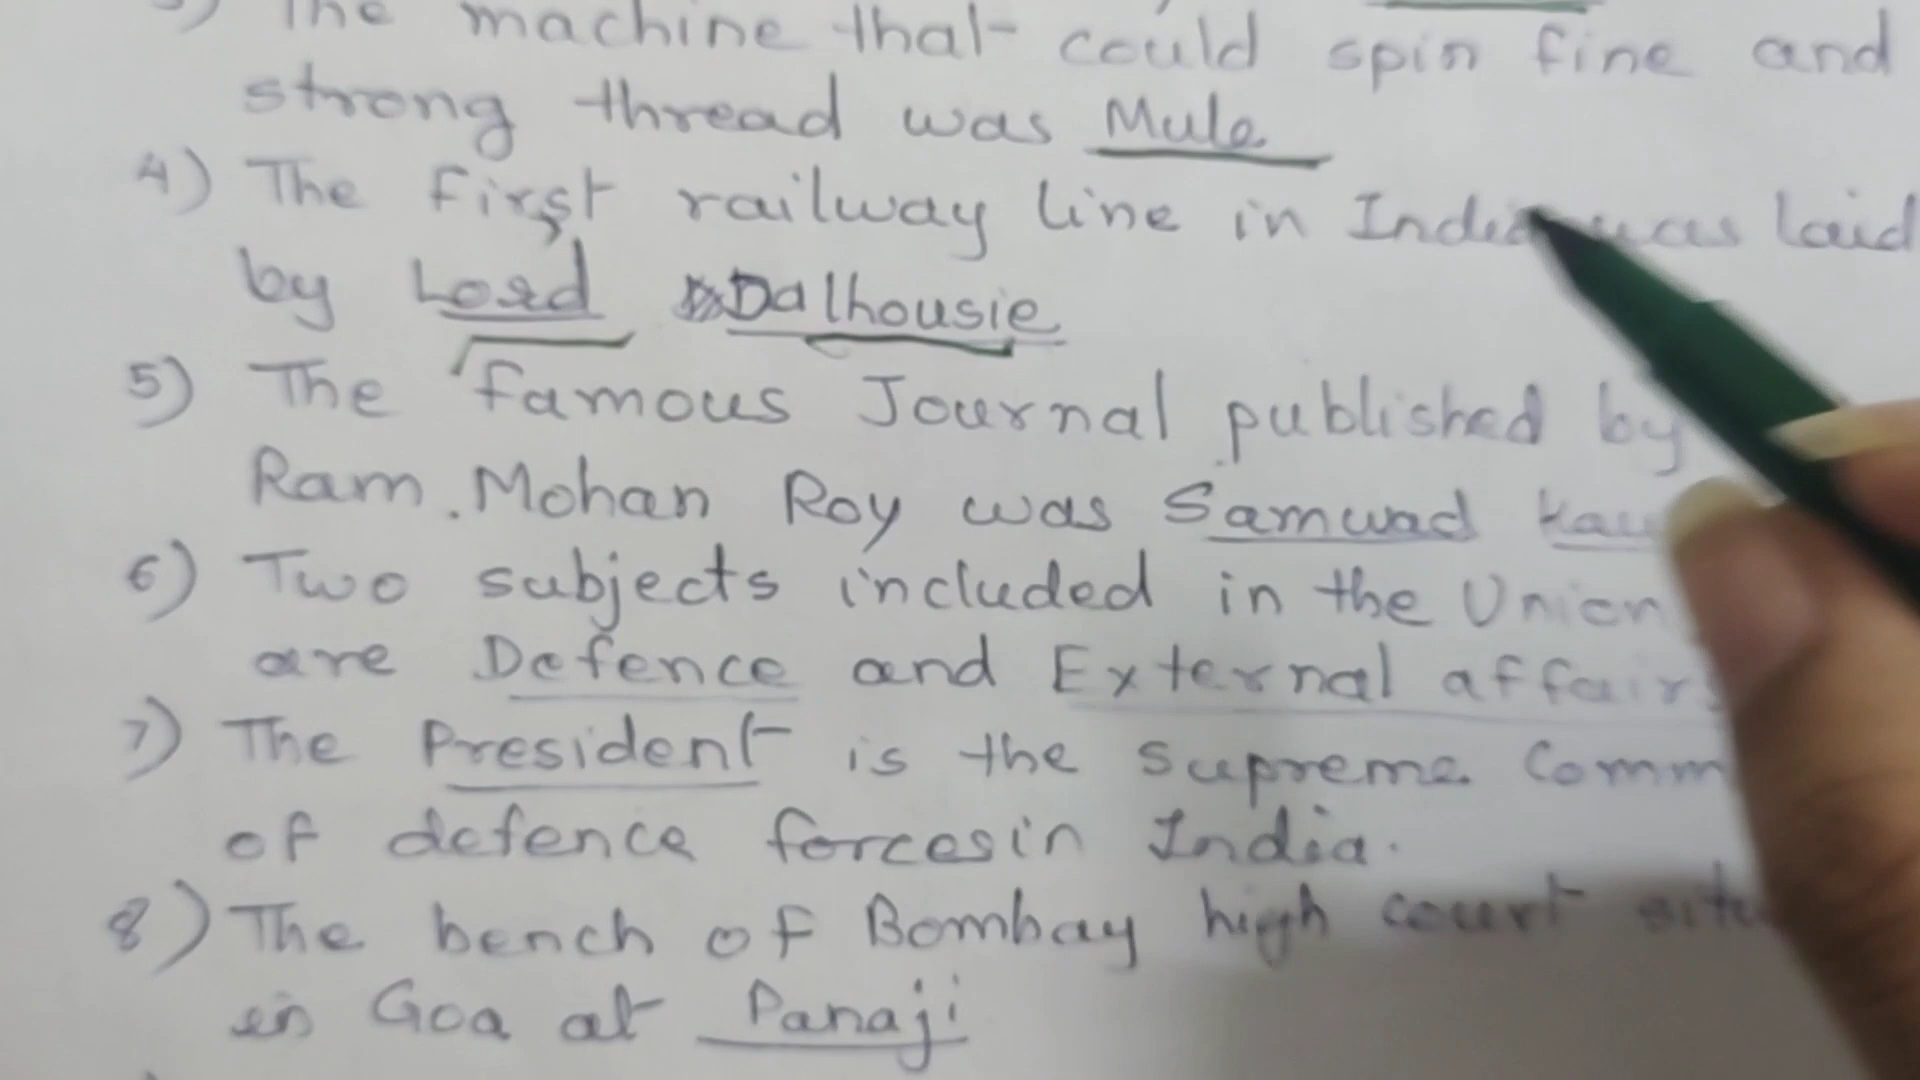 3) The machine that could spin fine and
strong thread was Mule
4) The first railway line in India was laid
by Lord Dalhousie
5) The famous Journal published by
Ram. Mohan Roy was Samwad
6) Two subjects included in the Union
are Defence and External affairs
7) The President is the Supreme
of defence forcesin India.
8) The bench of Bombay high court
in Goa at Panaji